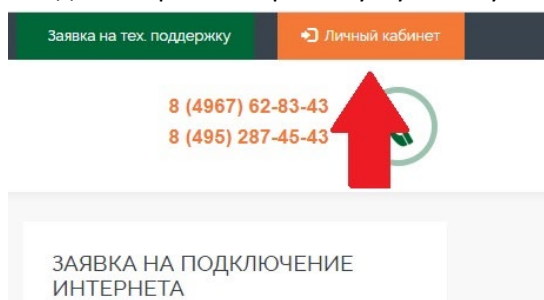 Заявка на тех. поддержку
Личный кабинет
8 (4967) 62-83-43
8 (495) 287-45-43
ЗАЯВКА НА ПОДКЛЮЧЕНИЕ
ИНТЕРНЕТА